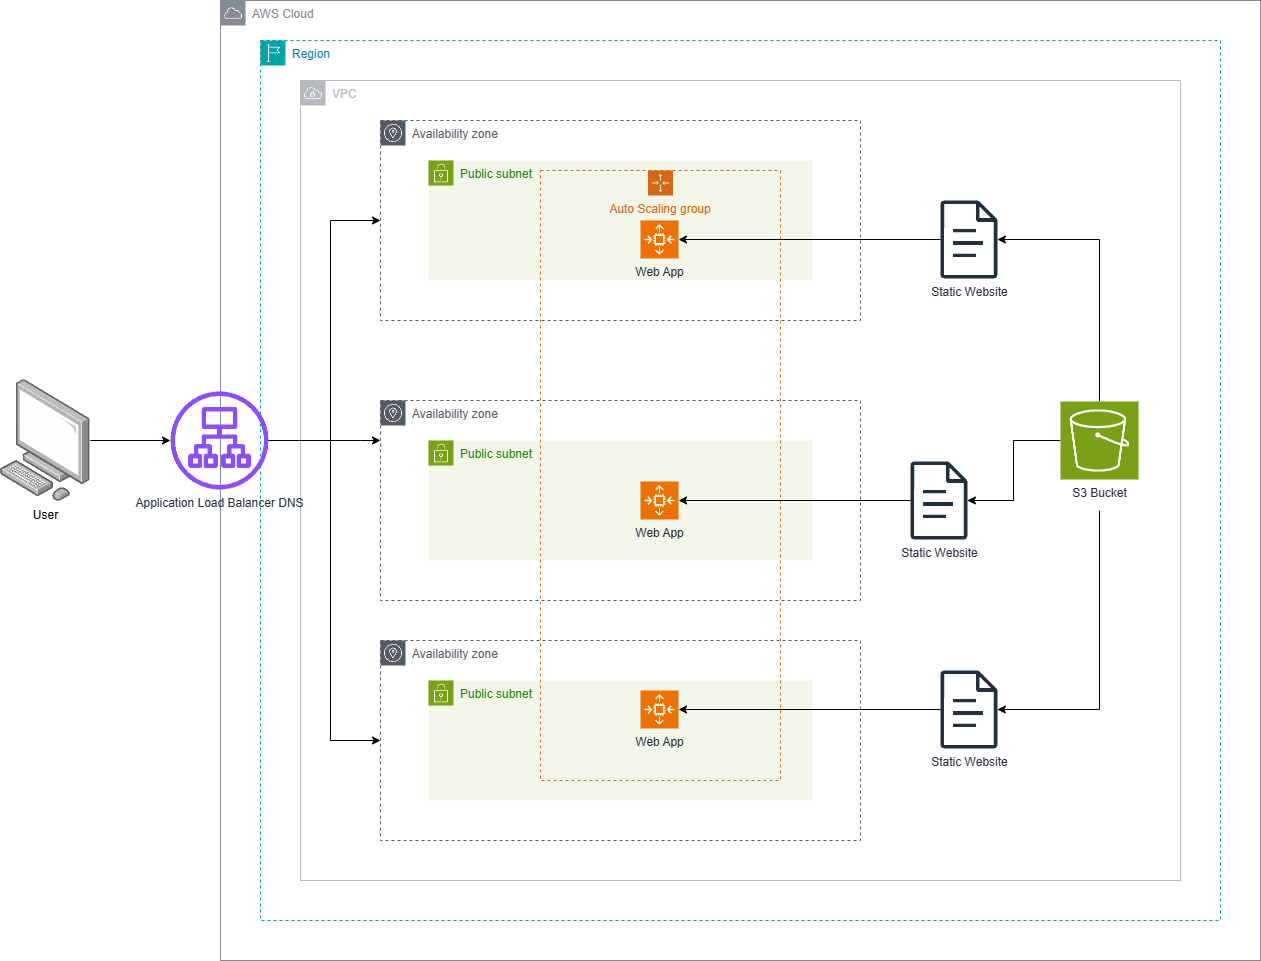 AWS Cloud
Region
VPC
Availability zone
Public subnet
Auto Scaling group
Web App
Static Website
Availability zone
Public subnet
Web App
Static Website
S3 Bucket
User
Application Load Balancer DNS
Availability zone
Public subnet
Web App
Static Website